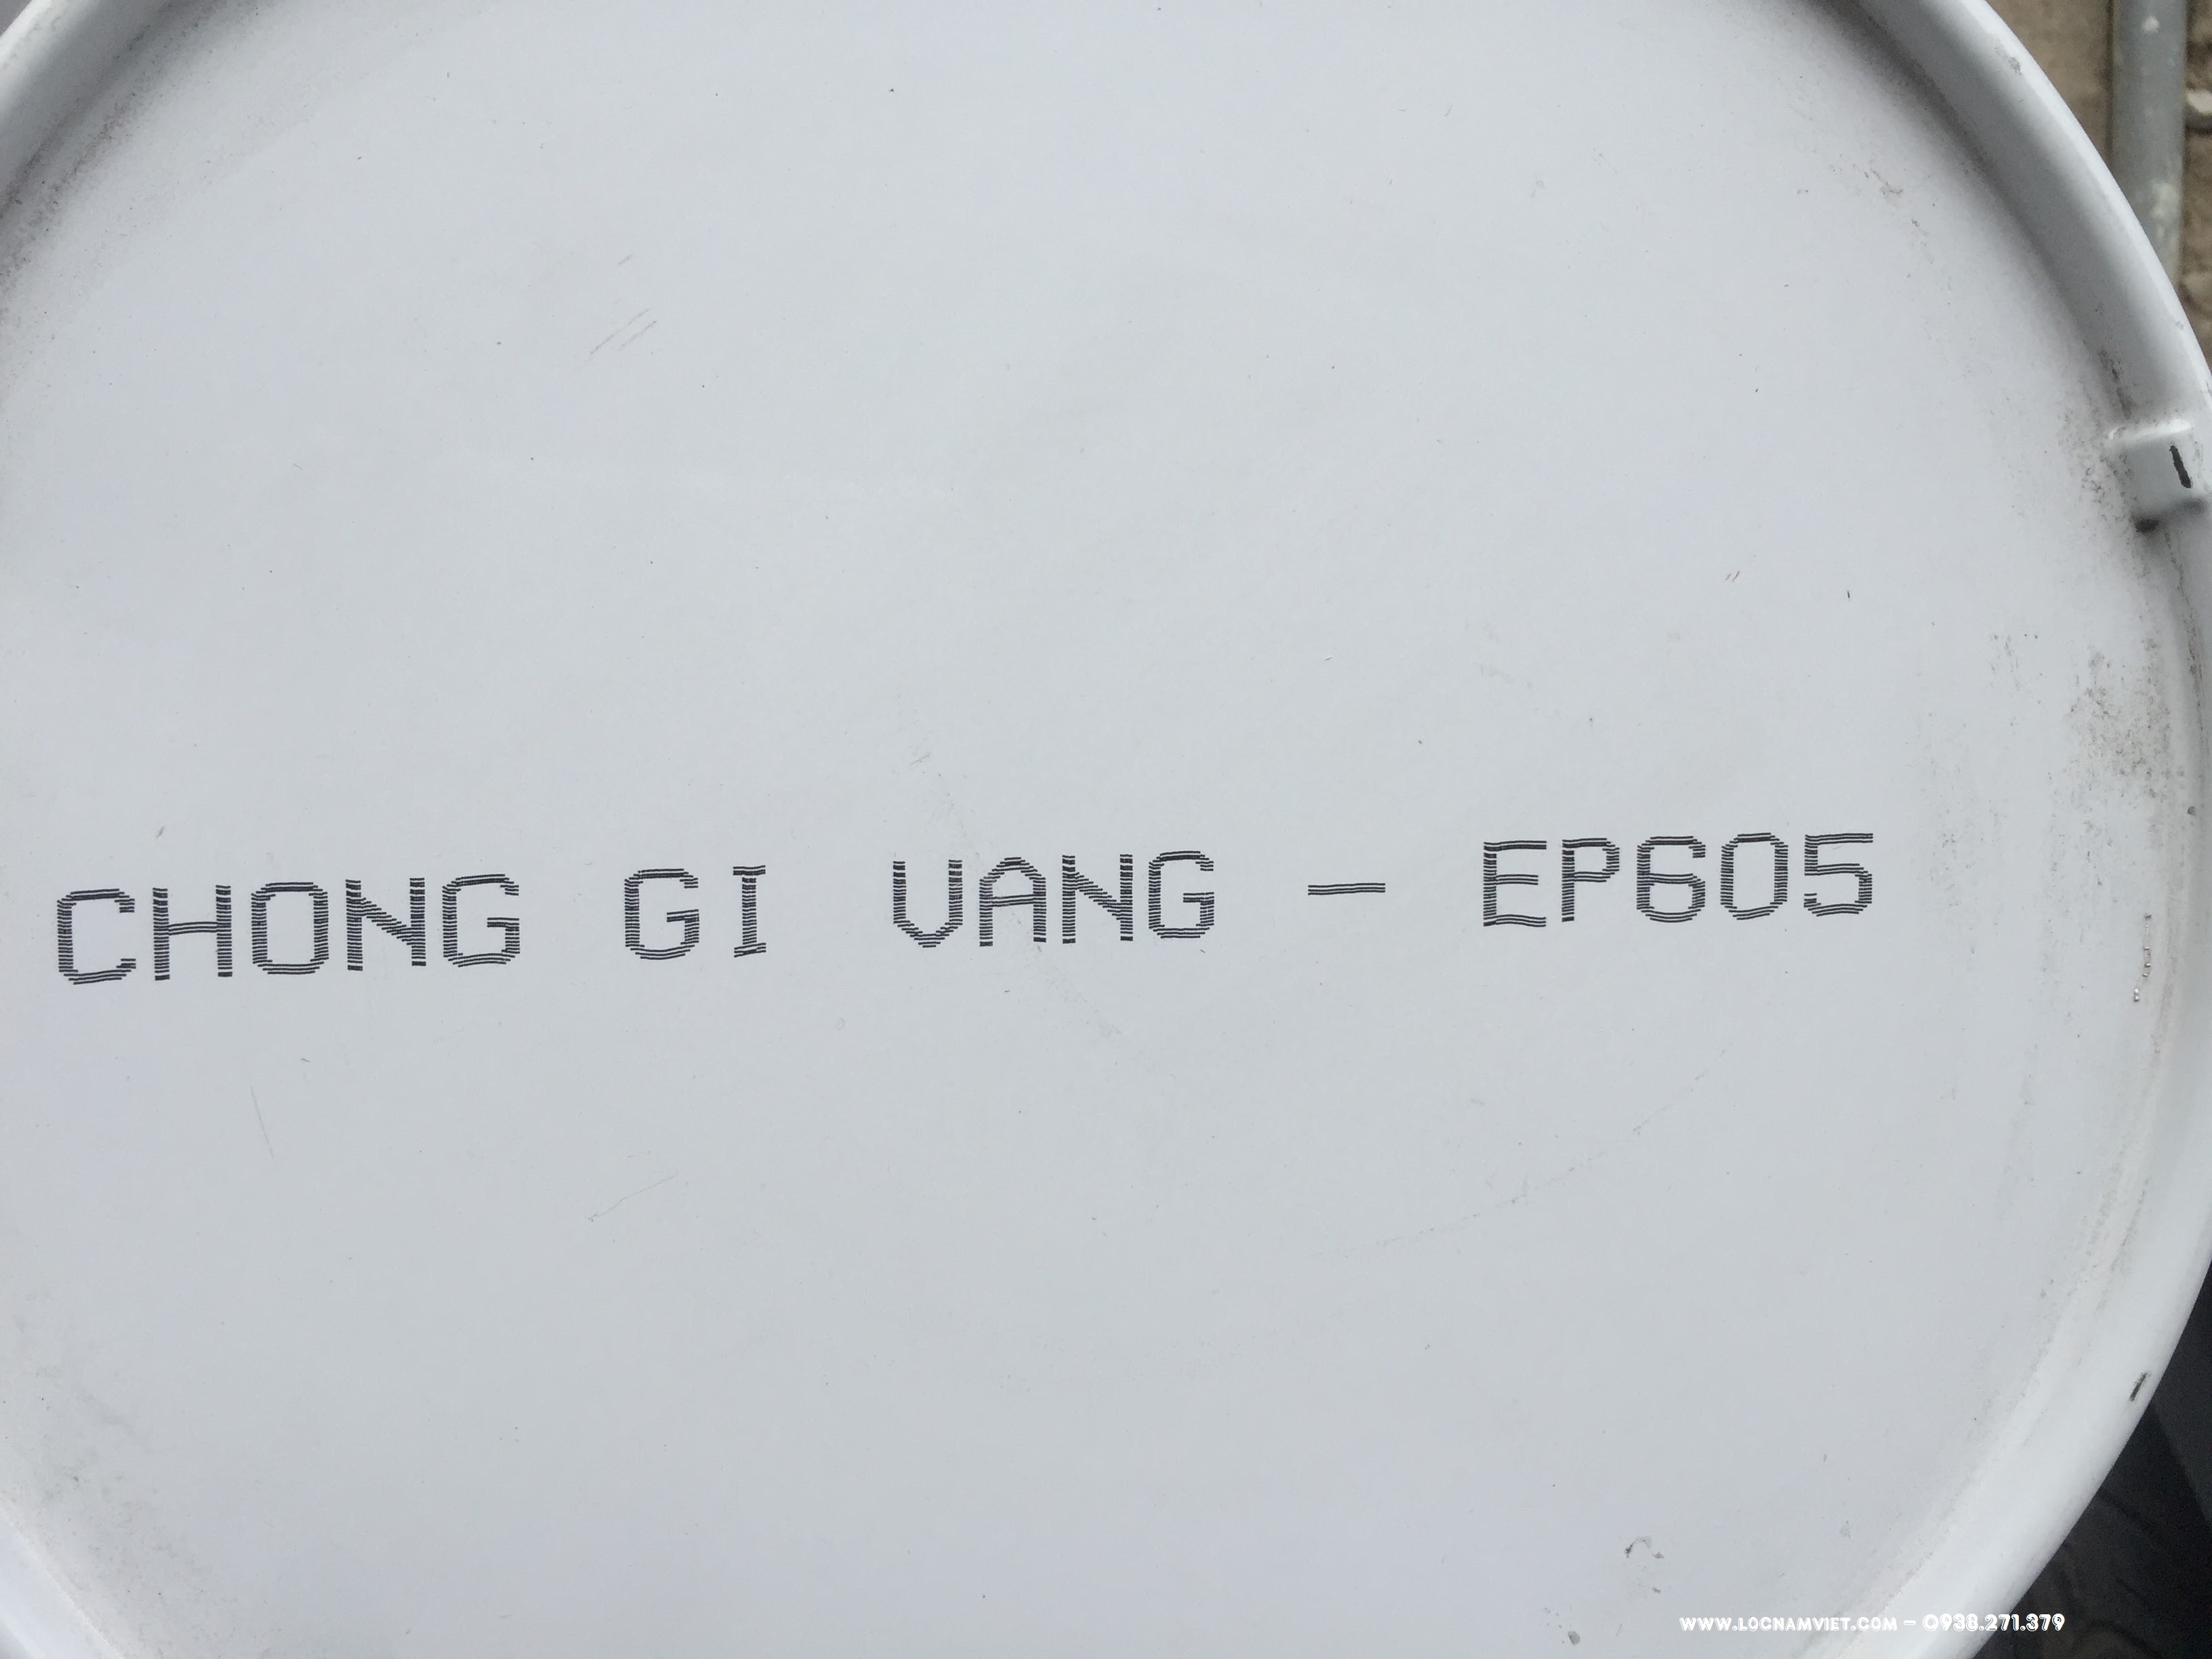 CHONG GI VANG - EP605
WWW.LOCNAMVIET.COM - 0938.271.379